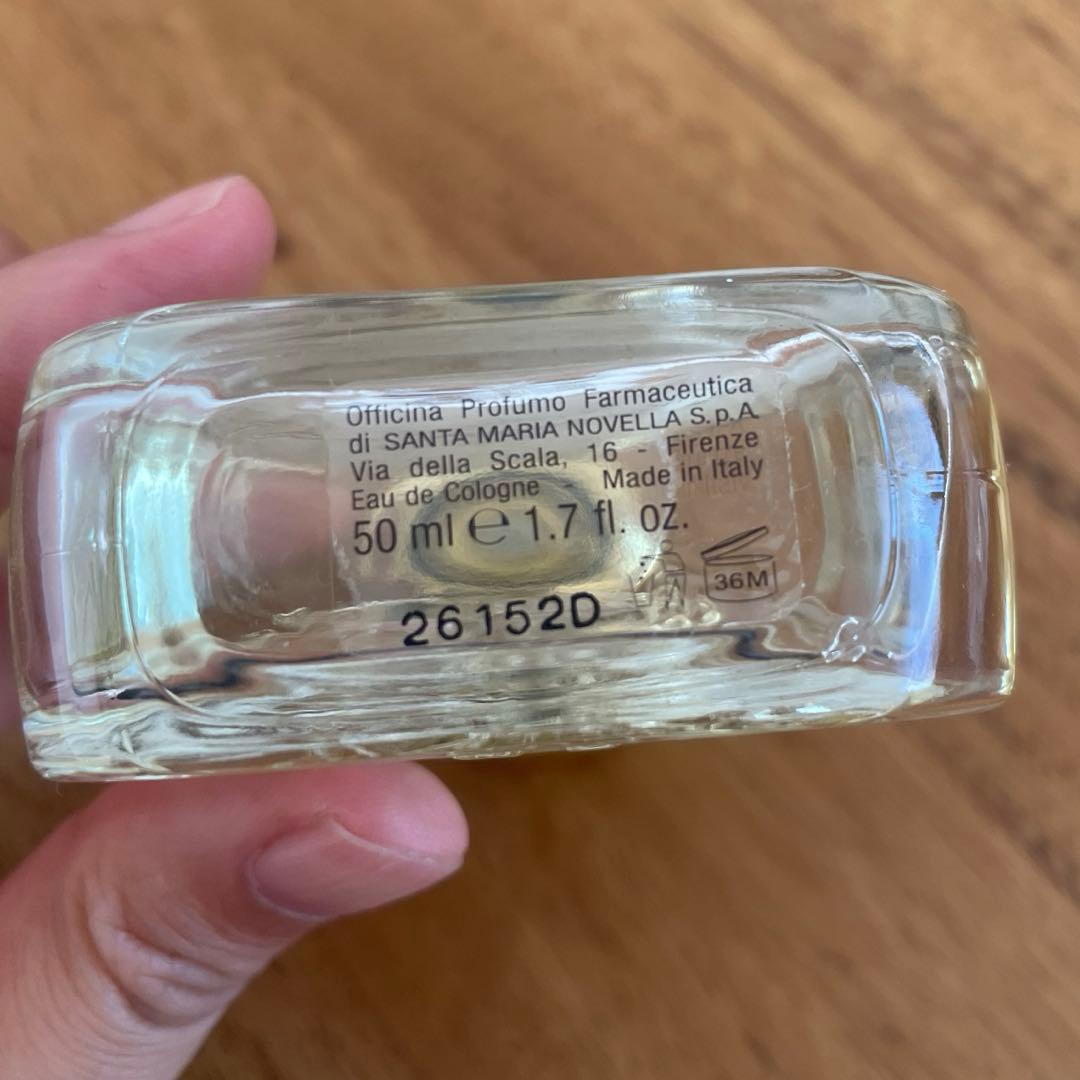 Officina Profumo Farmaceutica
di SANTA MARIA NOVELLA S.p.A.
Via della Scala, 16 - Firenze
Eau de Cologne - Made in Italy
50 ml ℮ 1.7 fl. oz.
36M
26152D